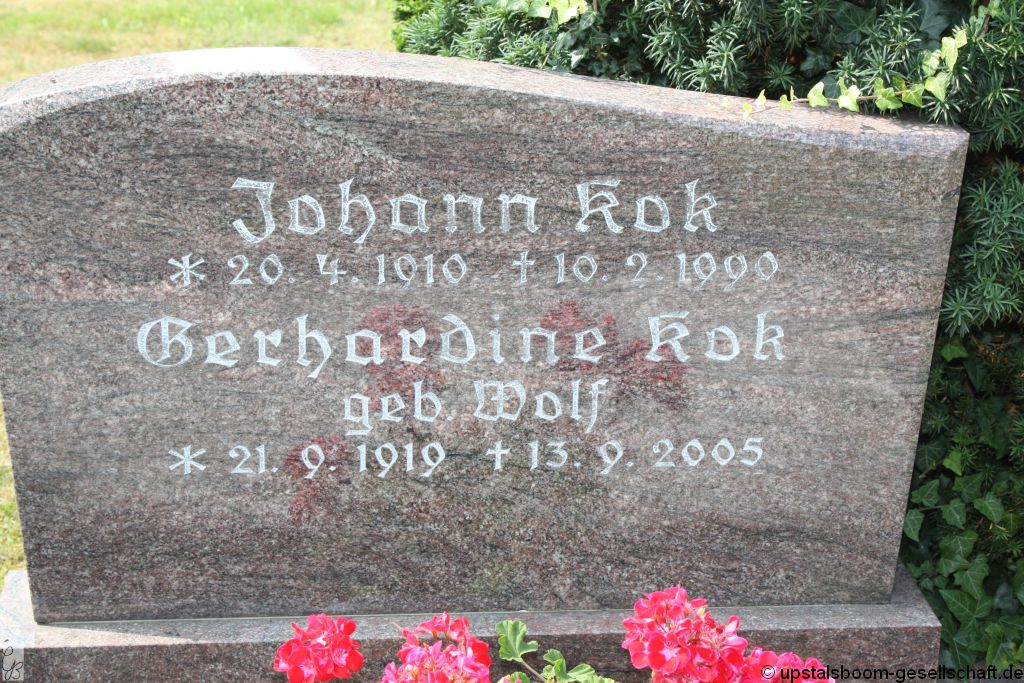 Johann Kok
* 20. 4. 1910 † 10. 2. 1990
Gerhardine Kok
geb. Wolf
* 21. 9. 1919 † 13. 9. 2005
© upstalsboom-gesellschaft.de